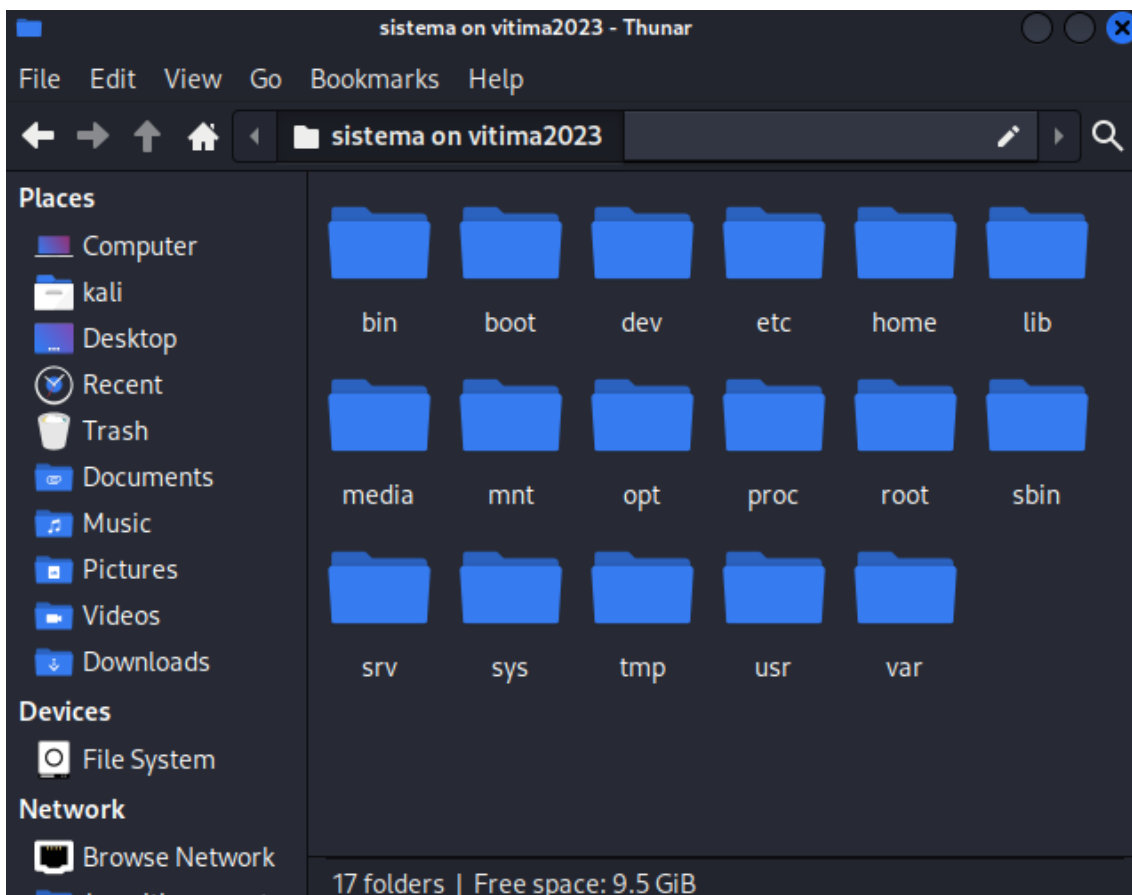 sistema on vitima2023 - Thunar
File Edit View Go Bookmarks Help
sistema on vitima2023
Places
Computer
kali
Desktop
Recent
Trash
Documents
Music
Pictures
Videos
Downloads
Devices
File System
Network
Browse Network
bin boot dev etc home lib
media mnt opt proc root sbin
srv sys tmp usr var
17 folders | Free space: 9.5 GiB